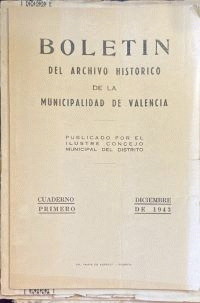 BOLETIN
DEL ARCHIVO HISTORICO
DE LA
MUNICIPALIDAD DE VALENCIA
PUBLICADO POR EL
ILUSTRE CONCEJO
MUNICIPAL DEL DISTRITO
CUADERNO
PRIMERO
DICIEMBRE
DE 1943